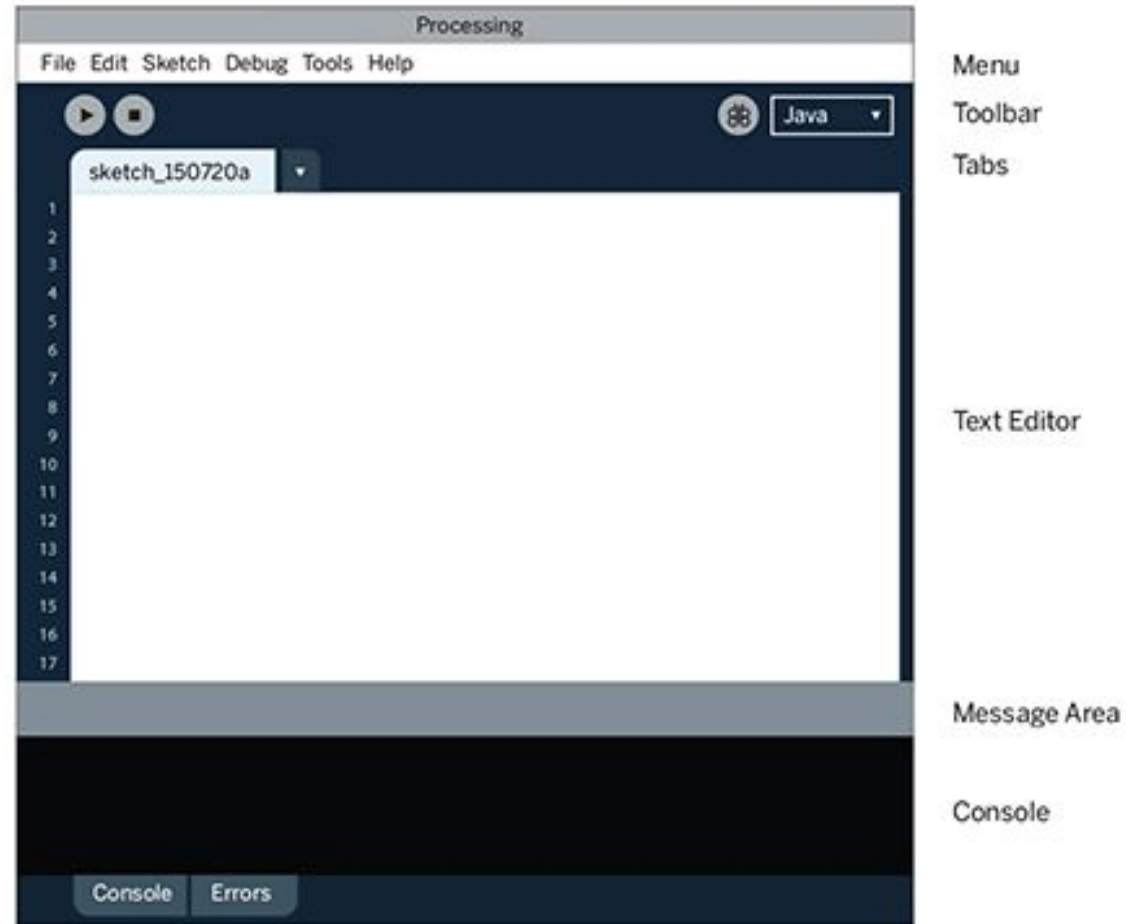 Processing
File Edit Sketch Debug Tools Help
Menu
Java
Toolbar
sketch_150720a
Tabs
1
2
3
4
5
6
7
8
9
Text Editor
10
11
12
13
14
15
16
17
Message Area
Console
Console Errors